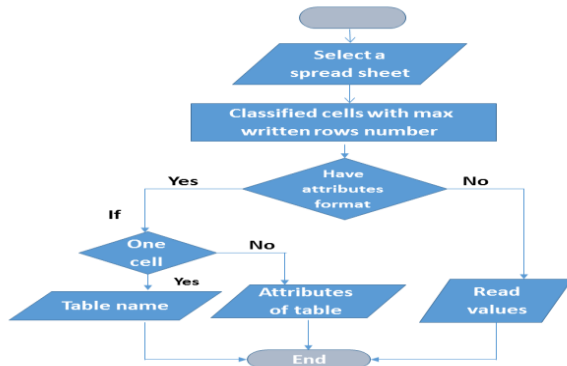 Select a
spread sheet
Classified cells with max
written rows number
Have
attributes
format
Yes
No
If
One
cell
No
Yes
Table name
Attributes
of table
Read
values
End